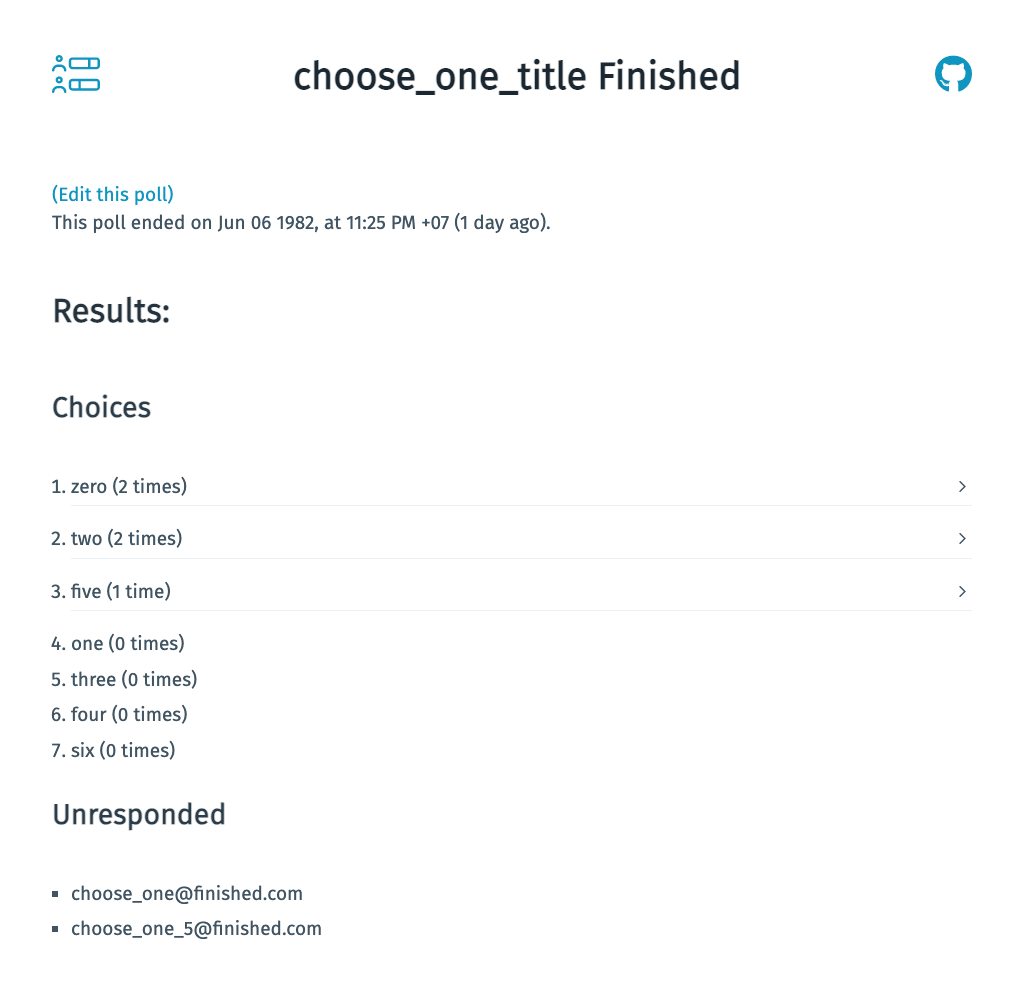 choose_one_title Finished
(Edit this poll)
This poll ended on Jun 06 1982, at 11:25 PM +07 (1 day ago).
Results:
Choices
1. zero (2 times)
2. two (2 times)
3. five (1 time)
4. one (0 times)
5. three (0 times)
6. four (0 times)
7. six (0 times)
Unresponded
▪ choose_one@finished.com
▪ choose_one_5@finished.com